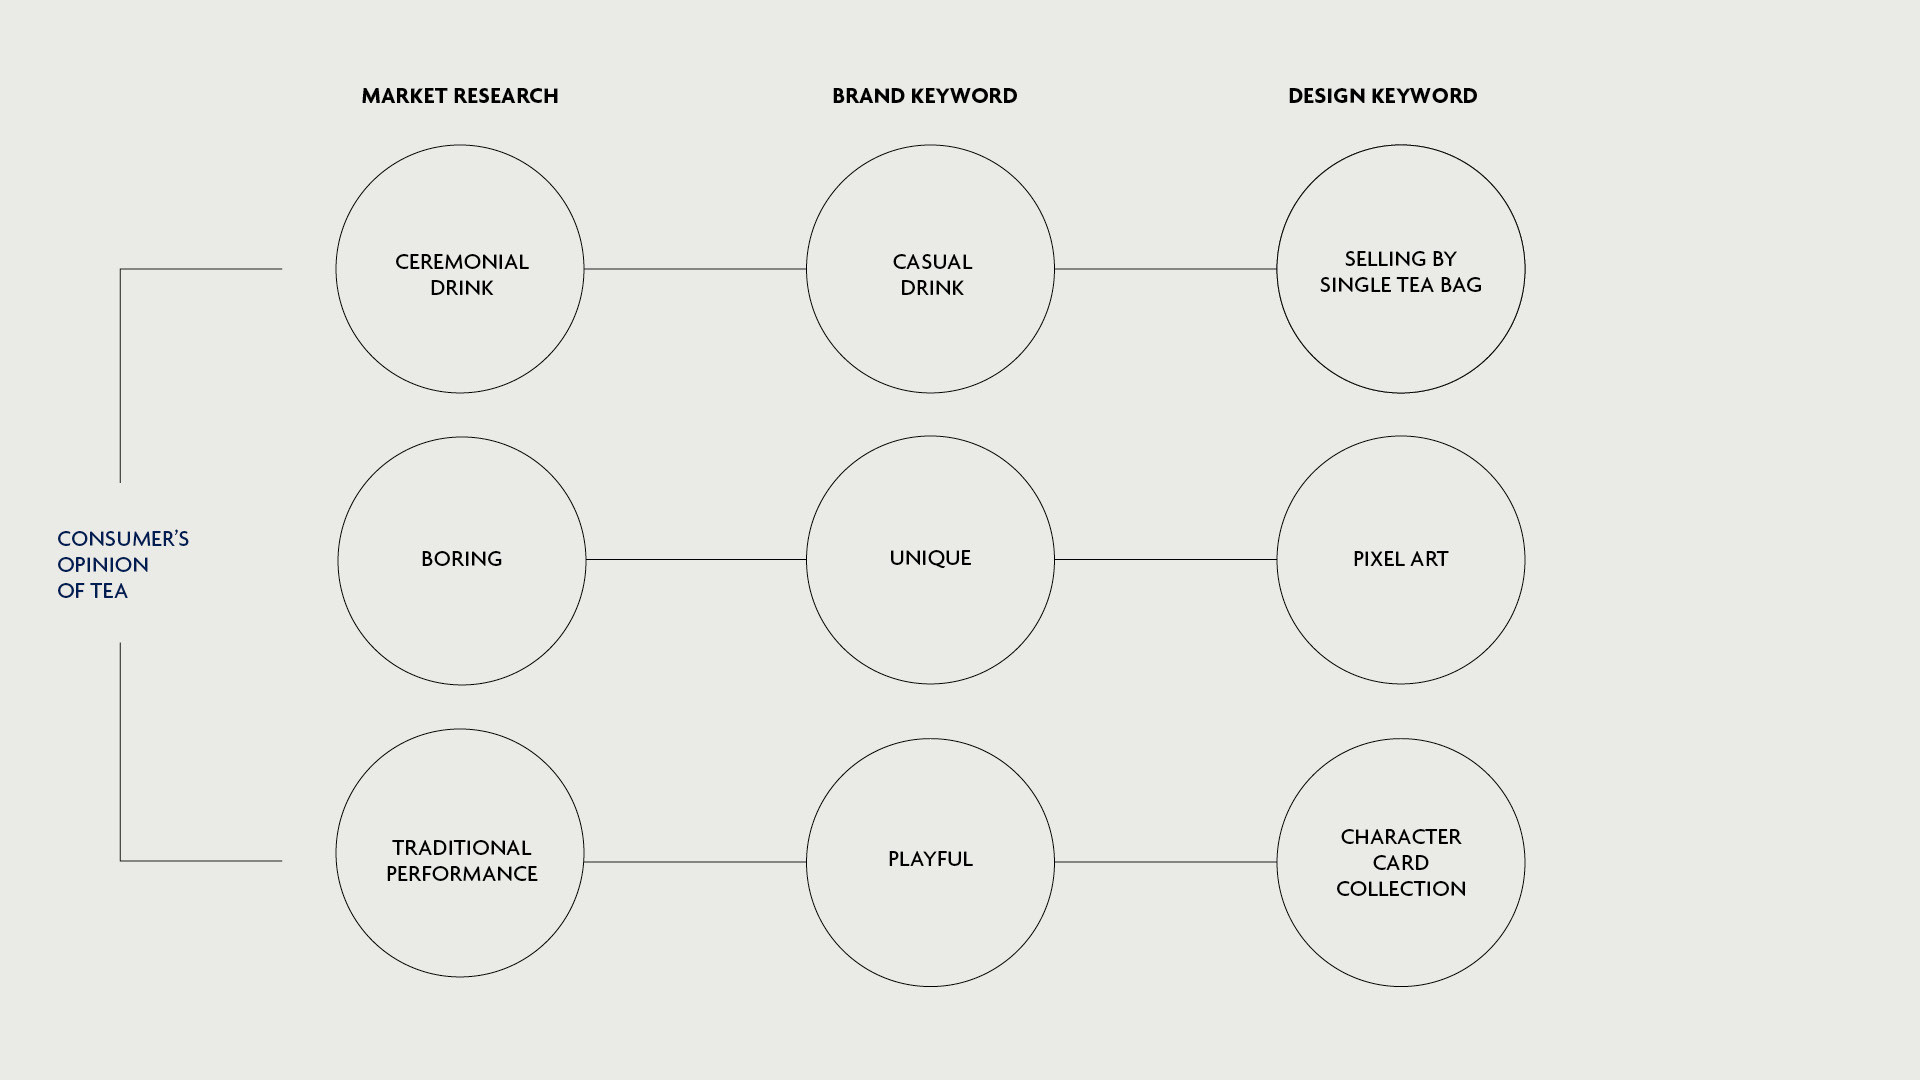 MARKET RESEARCH
BRAND KEYWORD
DESIGN KEYWORD
CEREMONIAL
DRINK
CASUAL
DRINK
SELLING BY
SINGLE TEA BAG
CONSUMER’S
OPINION
OF TEA
BORING
UNIQUE
PIXEL ART
TRADITIONAL
PERFORMANCE
PLAYFUL
CHARACTER
CARD
COLLECTION